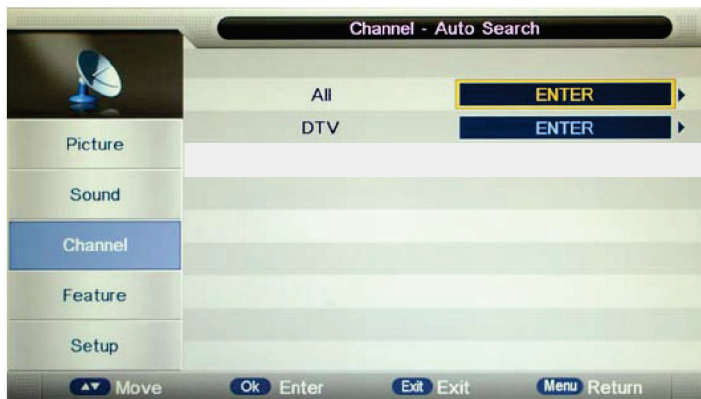 Channel - Auto Search
All ENTER
DTV ENTER
Picture
Sound
Channel
Feature
Setup
▲▼ Move Ok Enter Exit Exit Menu Return